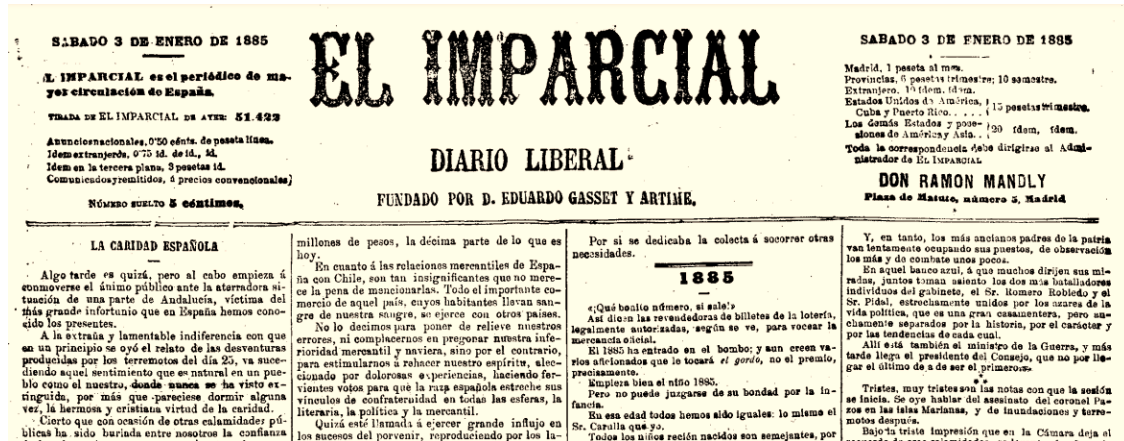 SABADO 3 DE ENERO DE 1885
EL IMPARCIAL es el periódico de ma-
yor circulación de España.
TIRADA DE EL IMPARCIAL DE AYER: 51.422
Anuncios nacionales, 0'50 cénts. de peseta línea.
Idem extranjeros, 0'75 id. de id., id.
Idem en la tercera plana, 3 pesetas id.
Comunicados y remitidos, á precios convencionales
NÚMERO SUELTO 5 céntimos.
EL IMPARCIAL
DIARIO LIBERAL
FUNDADO POR D. EDUARDO GASSET Y ARTIME.
SABADO 3 DE ENERO DE 1885
Madrid, 1 peseta al mes.
Provincias, 6 pesetas trimestre; 10 semestre.
Extranjero, 10 idem, idem.
Estados Unidos de América,
Cuba y Puerto Rico.....
15 pesetas trimestre.
Los demás Estados y pose-
siones de América y Asia..
20 idem, idem.
Toda la correspondencia debe dirigirse al Admi-
nistrador de EL IMPARCIAL
DON RAMON MANDLY
Plaza de Matute, número 5, Madrid
LA CARIDAD ESPAÑOLA
Algo tarde es quizá, pero al cabo empieza á
conmoverse el ánimo público ante la aterradora si-
tuación de una parte de Andalucía, víctima del
más grande infortunio que en España hemos cono-
cido los presentes.
A la extraña y lamentable indiferencia con que
en un principio se oyó el relato de las desventuras
producidas por los terremotos del día 25, va suce-
diendo aquel sentimiento que es natural en un pue-
blo como el nuestro, donde nunca se ha visto ex-
tinguida, por más que pareciese dormir alguna
vez, la hermosa y cristiana virtud de la caridad.
Cierto que con ocasión de otras calamidades pú-
blicas ha sido burlada entre nosotros la confianza
millones de pesos, la décima parte de lo que es
hoy.
En cuanto á las relaciones mercantiles de Espa-
ña con Chile, son tan insignificantes que no mere-
ce la pena de mencionarlas. Todo el importante co-
mercio de aquel país, cuyos habitantes llevan san-
gre de nuestra sangre, se ejerce con otros países.
No lo decimos para poner de relieve nuestros
errores, ni complacernos en pregonar nuestra infe-
rioridad mercantil y naviera, sino por el contrario,
para estimularnos á rehacer nuestro espíritu, alec-
cionado por dolorosas experiencias, haciendo fer-
vientes votos para que la raza española estreche sus
vínculos de confraternidad en todas las esferas, la
literaria, la política y la mercantil.
Quizá esté llamada á ejercer grande influjo en
los sucesos del porvenir, reproduciendo por los la-
Por si se dedicaba la colecta á socorrer otras
necesidades.
1885
«¡Qué bonito número, si sale!»
Así dicen las revendedoras de billetes de la lotería,
legalmente autorizadas, según se ve, para vocear la
mercancía oficial.
El 1885 ha entrado en el bombo; y aun creen va-
rios aficionados que le tocará el gordo, no el premio,
precisamente.
Empieza bien el niño 1885.
Pero no puede juzgarse de su bondad por la in-
fancia.
En esa edad todos hemos sido iguales: lo mismo el
Sr. Carulla que yo.
Todos los niños recién nacidos son semejantes, por
Y, en tanto, los más ancianos padres de la patria
van lentamente ocupando sus puestos, de observación
los más y de combate unos pocos.
En aquel banco azul, á que muchos dirijen sus mi-
radas, juntos toman asiento los dos más batalladores
individuos del gabinete, el Sr. Romero Robledo y el
Sr. Pidal, estrechamente unidos por los azares de la
vida política, que es una gran casamentera, pero an-
chamente separados por la historia, por el carácter y
por las tendencias de cada cual.
Allí está también el ministro de la Guerra, y más
tarde llega el presidente del Consejo, que no por lle-
gar el último deja de ser el primero.
Tristes, muy tristes son las notas con que la sesión
se inicia. Se oye hablar del asesinato del coronel Pa-
zos en las islas Marianas, y de inundaciones y terre-
motos después.
Bajo la triste impresión que en la Cámara deja el